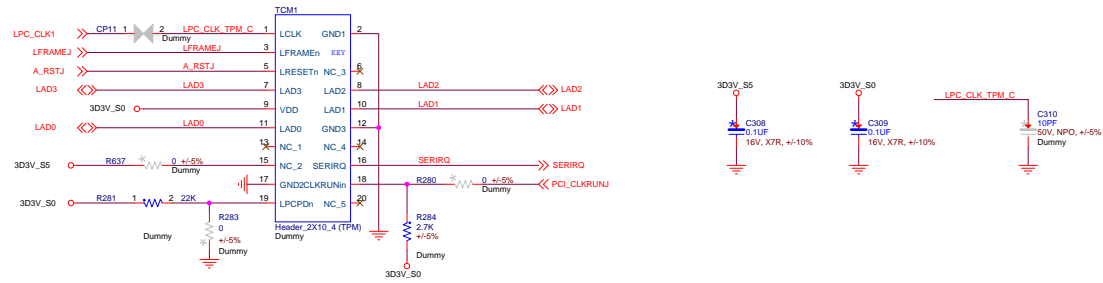 TCM1
LPC_CLK1 CP11 1 2 LPC_CLK_TPM_C 1 LCLK GND1 2
Dummy
LFRAMEJ LFRAMEJ 3 LFRAMEn KEY
A_RSTJ A_RSTJ 5 LRESETn NC_3 6
LAD3 LAD3 7 LAD3 LAD2 8 LAD2 LAD2
3D3V_S0 9 VDD LAD1 10 LAD1 LAD1
LAD0 LAD0 11 LAD0 GND3 12
13 NC_1 NC_4 14
3D3V_S5 R637 0 +/-5% 15 NC_2 SERIRQ 16 SERIRQ SERIRQ
Dummy
17 GND2 CLKRUNin 18 R280 0 +/-5% PCI_CLKRUNJ
Dummy
3D3V_S0 R281 1 2 22K 19 LPCPDn NC_5 20
Dummy
R283
0
+/-5%
Dummy
Header_2X10_4 (TPM)
Dummy
R284
2.7K
+/-5%
Dummy
3D3V_S0
3D3V_S5
C308
0.1UF
16V, X7R, +/-10%
3D3V_S0
C309
0.1UF
16V, X7R, +/-10%
LPC_CLK_TPM_C
C310
10PF
50V, NPO, +/-5%
Dummy